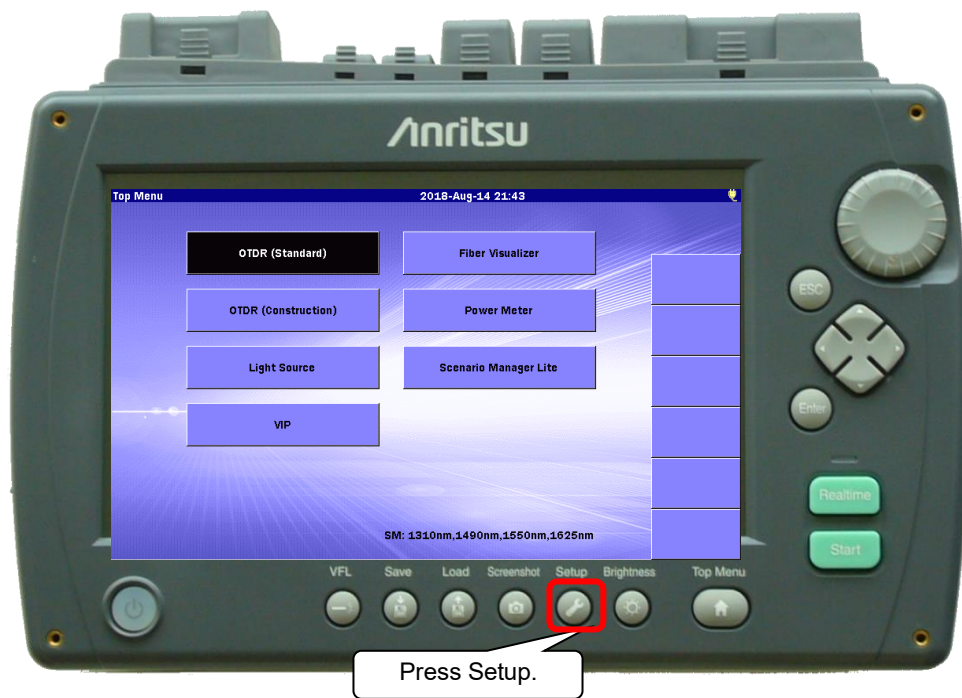 Anritsu
Top Menu 2018-Aug-14 21:43
OTDR (Standard) Fiber Visualizer
OTDR (Construction) Power Meter
Light Source Scenario Manager Lite
VIP
SM: 1310nm,1490nm,1550nm,1625nm
ESC
Enter
Realtime
Start
VFL Save Load Screenshot Setup Brightness Top Menu
Press Setup.